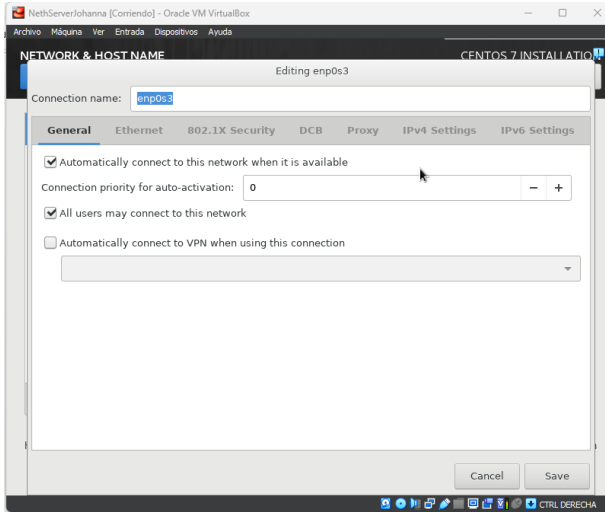 NethServerJohanna [Corriendo] - Oracle VM VirtualBox
Archivo Máquina Ver Entrada Dispositivos Ayuda
NETWORK & HOST NAME CENTOS 7 INSTALLATIO
Editing enp0s3
Connection name: enp0s3
General Ethernet 802.1X Security DCB Proxy IPv4 Settings IPv6 Settings
Automatically connect to this network when it is available
Connection priority for auto-activation: 0 − +
All users may connect to this network
Automatically connect to VPN when using this connection
Cancel Save
CTRL DERECHA